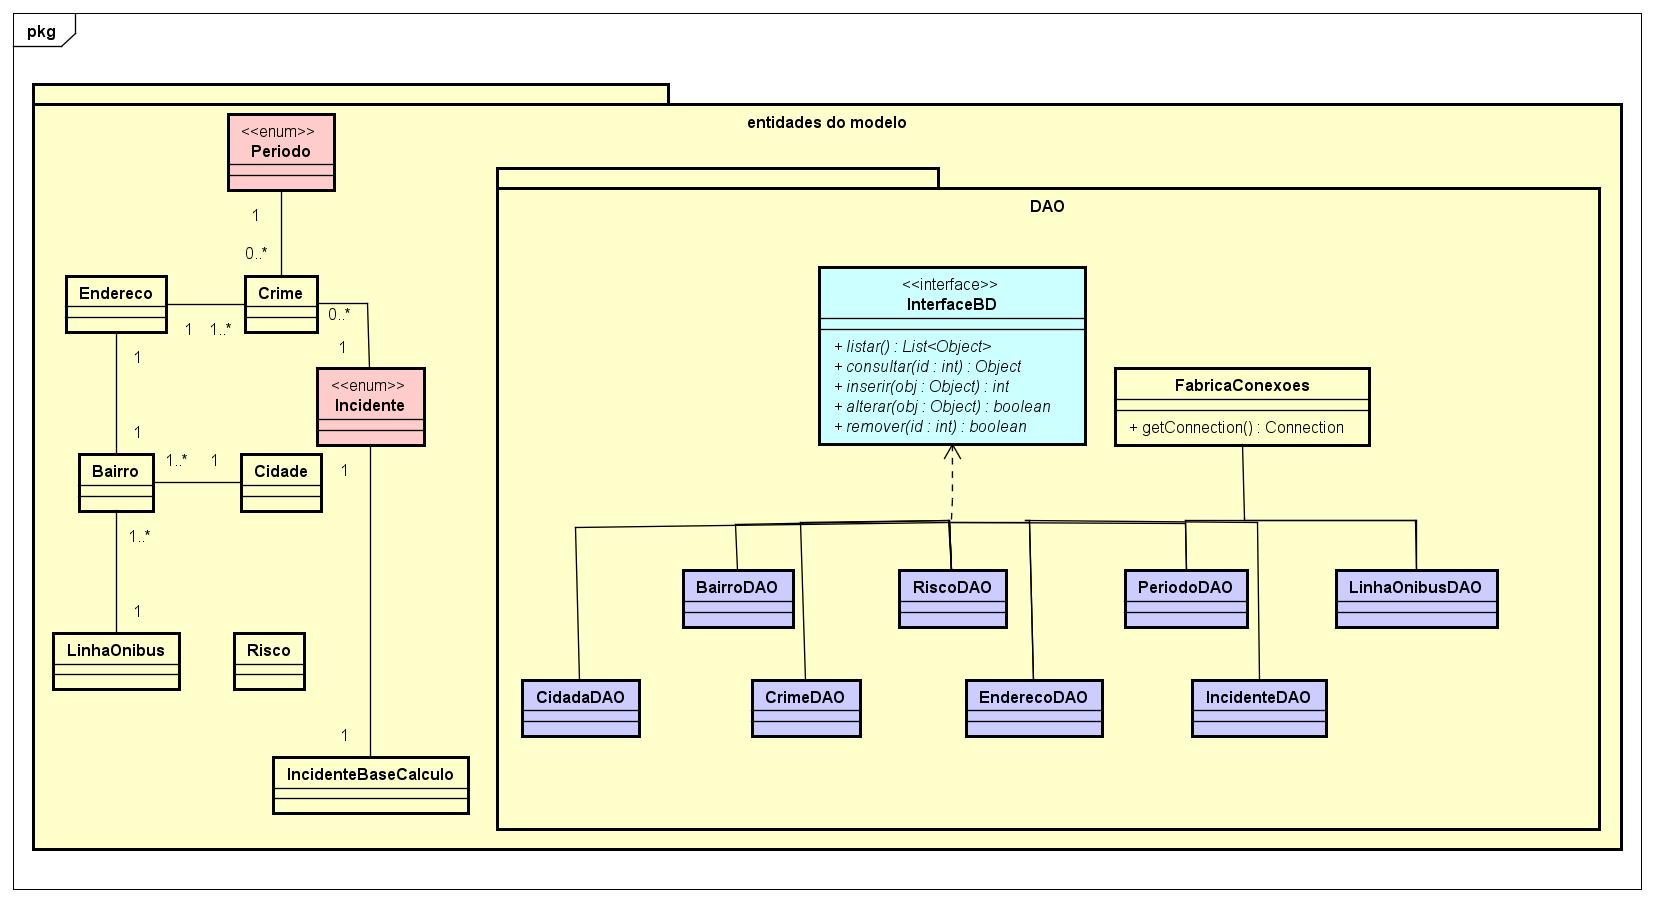 pkg
entidades do modelo
<<enum>>
Periodo
1
0..*
Endereco
Crime
1
1..*
0..*
1
1
<<enum>>
Incidente
1
1
Bairro
1..*
1
Cidade
1..*
1
LinhaOnibus
Risco
1
IncidenteBaseCalculo
DAO
<<interface>>
InterfaceBD
+ listar() : List<Object>
+ consultar(id : int) : Object
+ inserir(obj : Object) : int
+ alterar(obj : Object) : boolean
+ remover(id : int) : boolean
FabricaConexoes
+ getConnection() : Connection
BairroDAO
RiscoDAO
PeriodoDAO
LinhaOnibusDAO
CidadaDAO
CrimeDAO
EnderecoDAO
IncidenteDAO